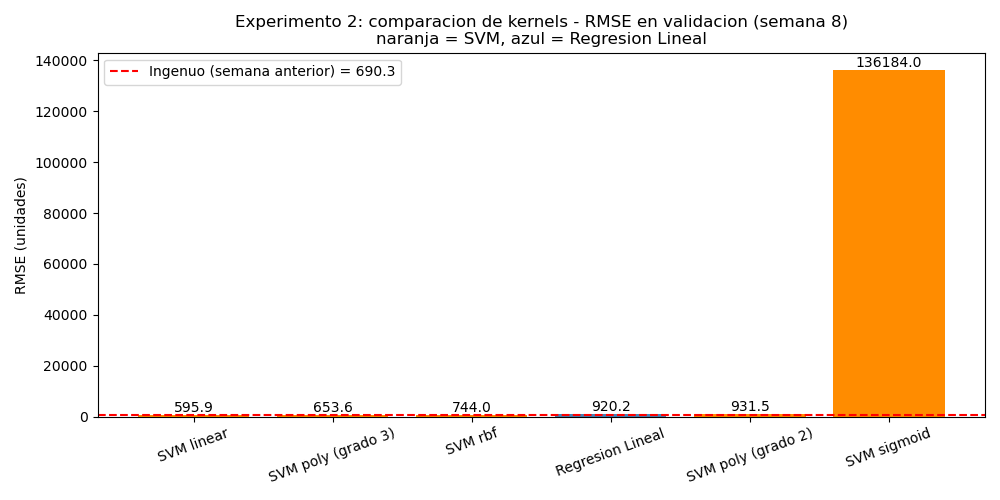 Experimento 2: comparacion de kernels - RMSE en validacion (semana 8)
naranja = SVM, azul = Regresion Lineal
Ingenuo (semana anterior) = 690.3
RMSE (unidades)
140000
120000
100000
80000
60000
40000
20000
0
595.9
653.6
744.0
920.2
931.5
136184.0
SVM linear
SVM poly (grado 3)
SVM rbf
Regresion Lineal
SVM poly (grado 2)
SVM sigmoid